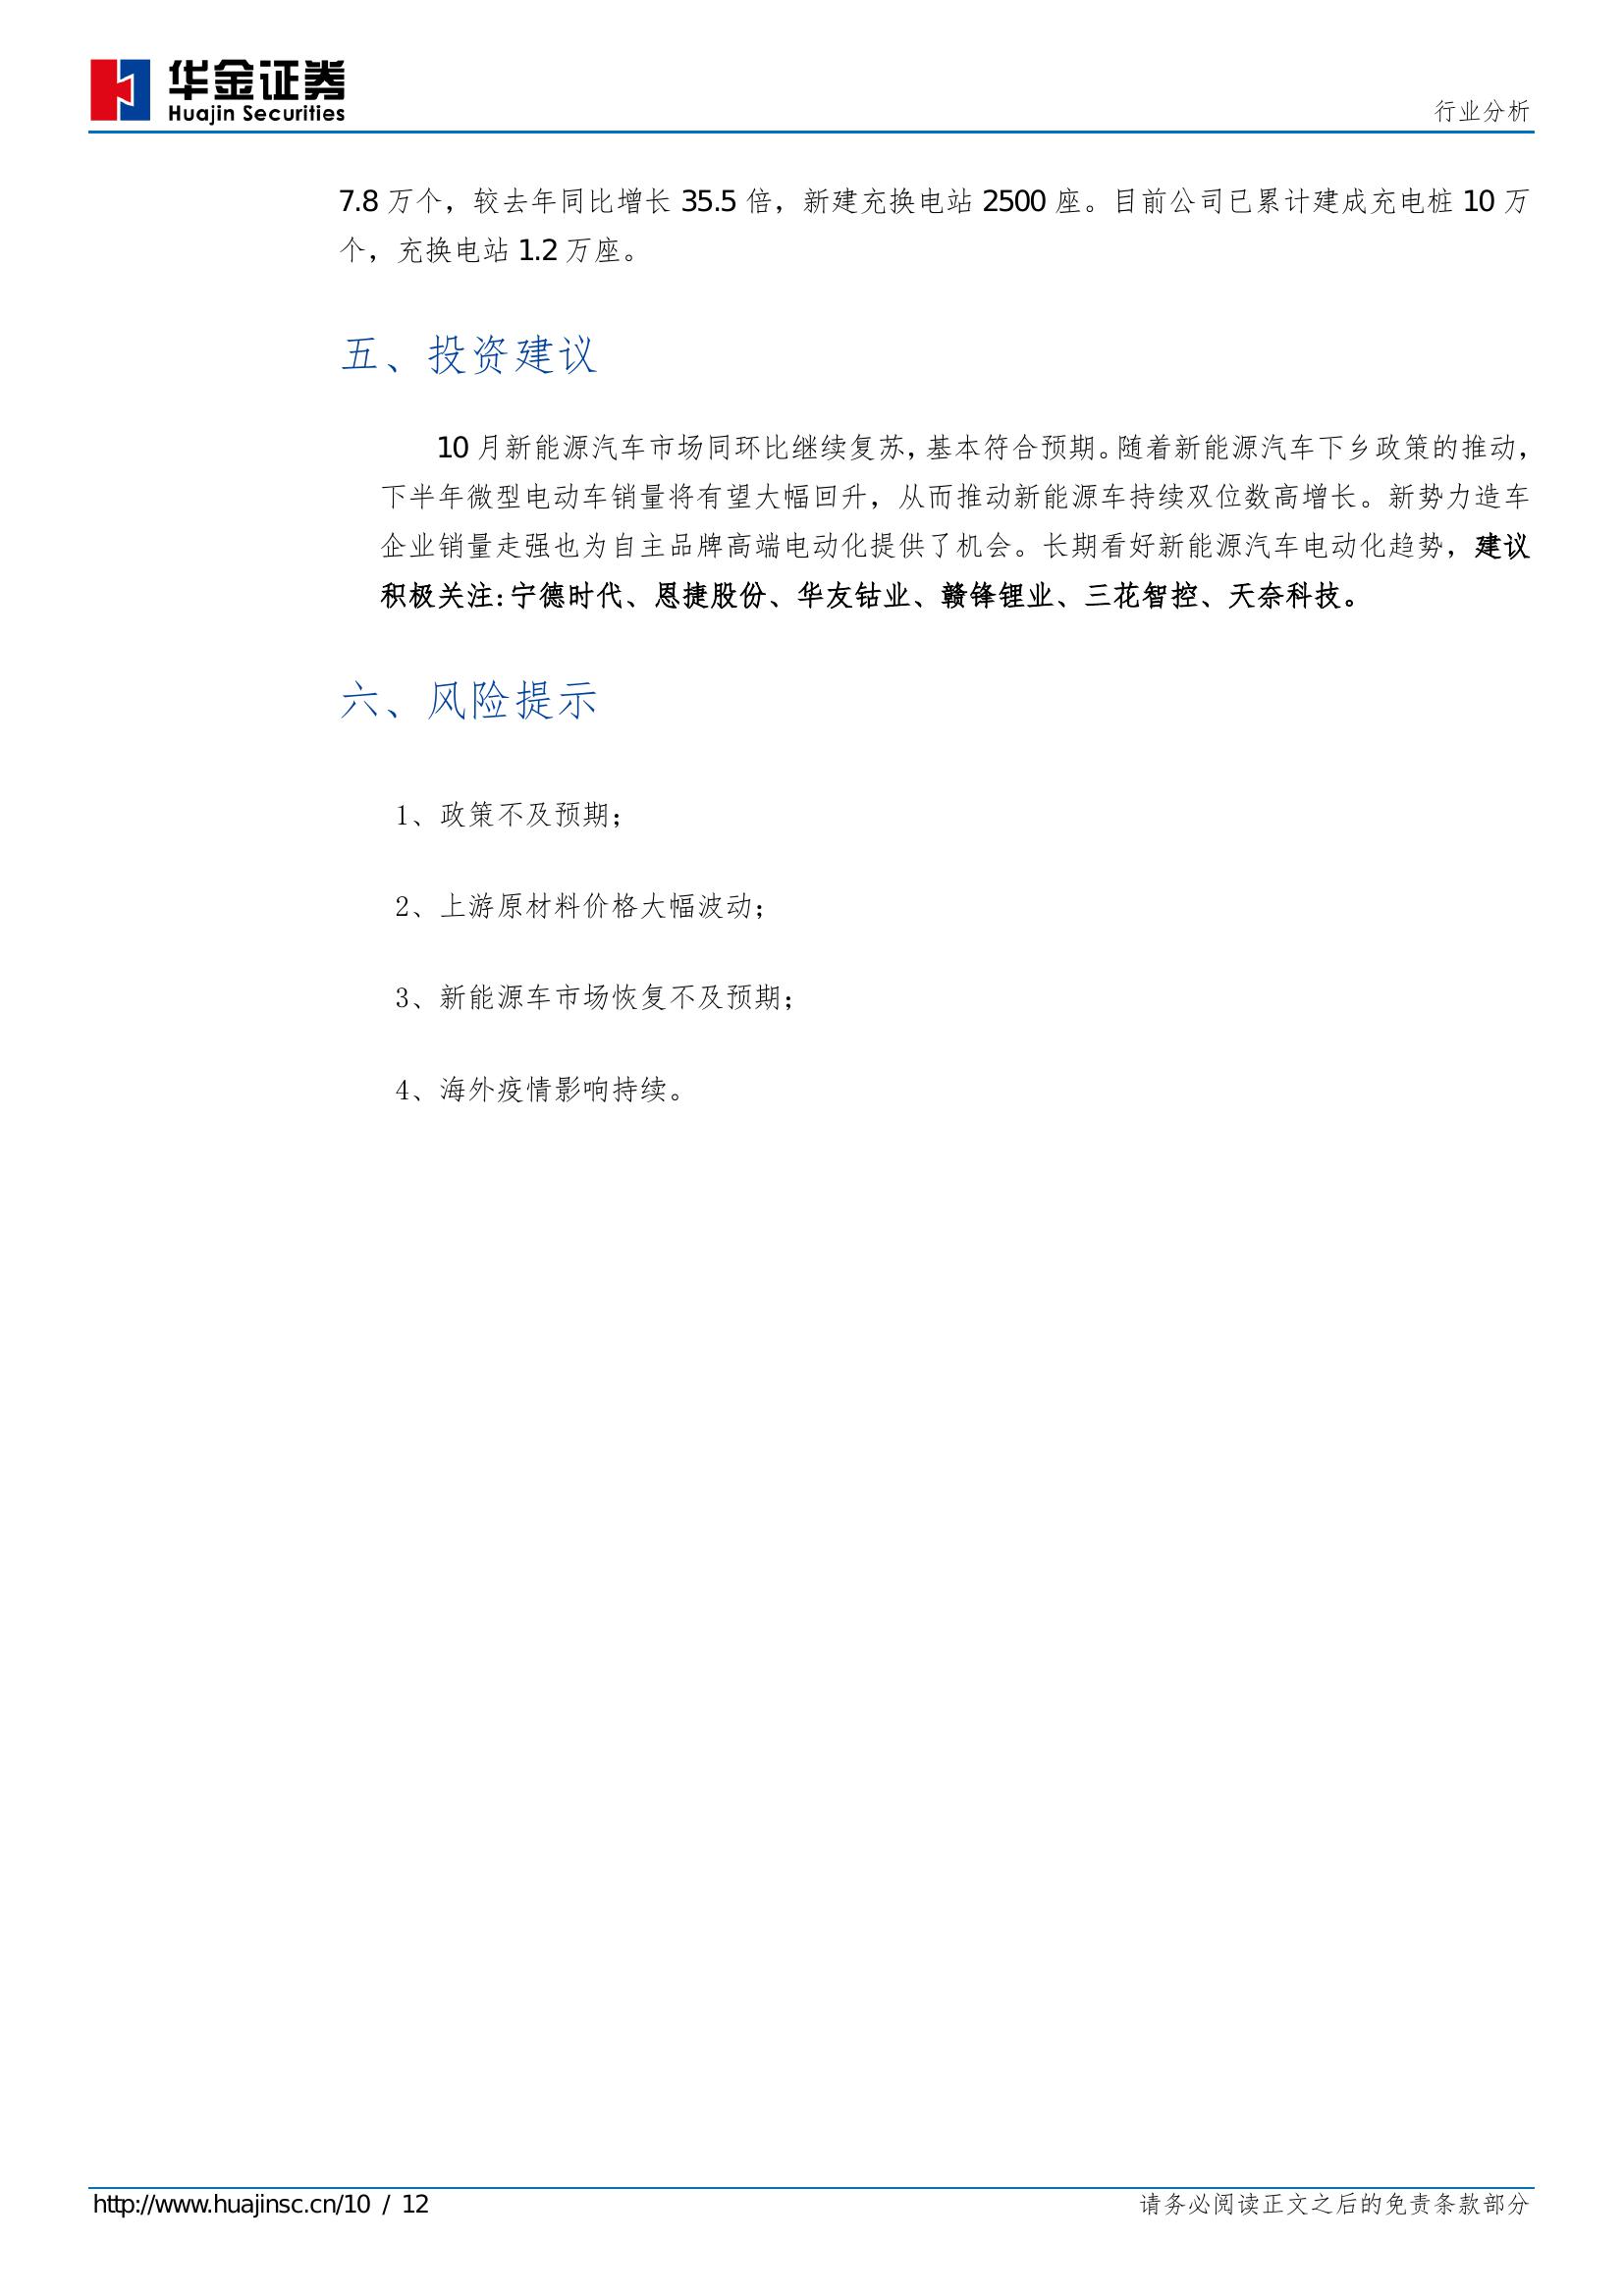 华金证券
Huajin Securities
行业分析
7.8 万个，较去年同比增长 35.5 倍，新建充换电站 2500 座。目前公司已累计建成充电桩 10 万
个，充换电站 1.2 万座。
五、投资建议
10 月新能源汽车市场同环比继续复苏，基本符合预期。随着新能源汽车下乡政策的推动，
下半年微型电动车销量将有望大幅回升，从而推动新能源车持续双位数高增长。新势力造车
企业销量走强也为自主品牌高端电动化提供了机会。长期看好新能源汽车电动化趋势，建议
积极关注：宁德时代、恩捷股份、华友钴业、赣锋锂业、三花智控、天奈科技。
六、风险提示
1、政策不及预期；
2、上游原材料价格大幅波动；
3、新能源车市场恢复不及预期；
4、海外疫情影响持续。
http://www.huajinsc.cn/10 / 12
请务必阅读正文之后的免责条款部分